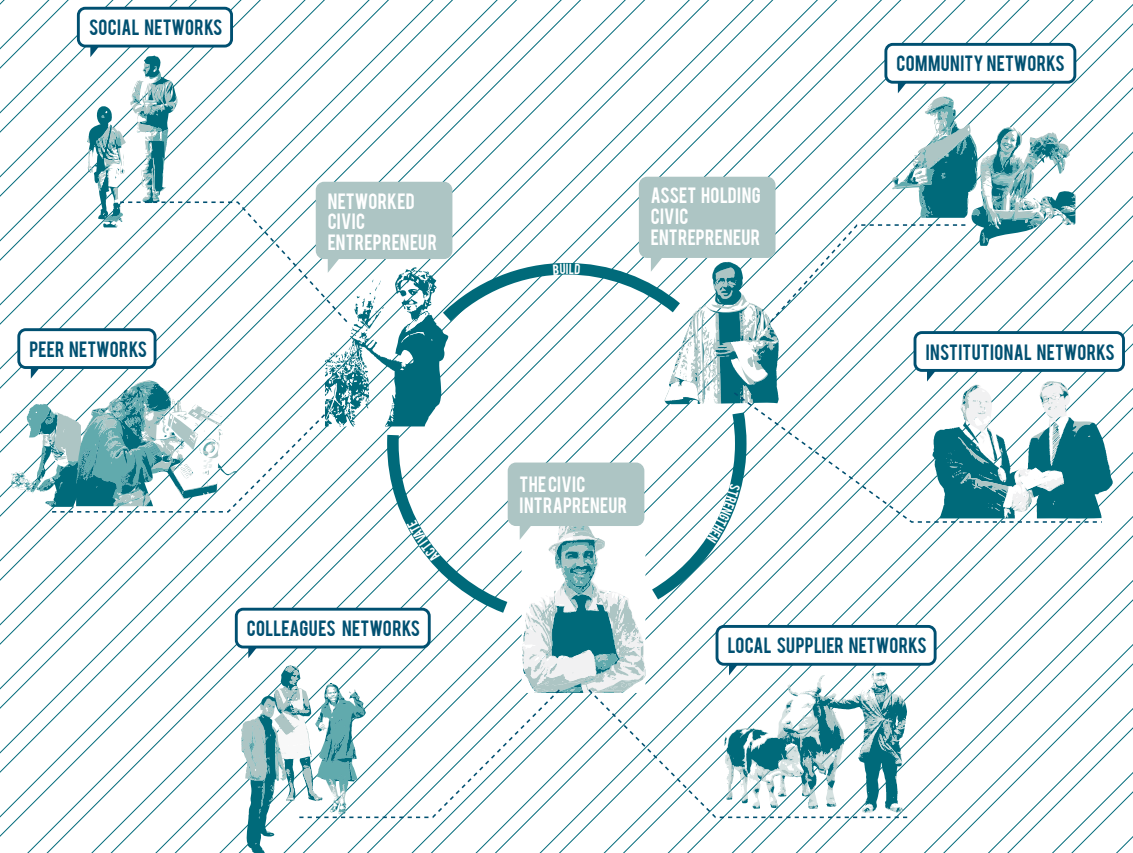 SOCIAL NETWORKS
COMMUNITY NETWORKS
NETWORKED
CIVIC
ENTREPRENEUR
ASSET HOLDING
CIVIC
ENTREPRENEUR
BUILD
PEER NETWORKS
INSTITUTIONAL NETWORKS
THE CIVIC
INTRAPRENEUR
STRENGTHEN
ACTIVATE
COLLEAGUES NETWORKS
LOCAL SUPPLIER NETWORKS